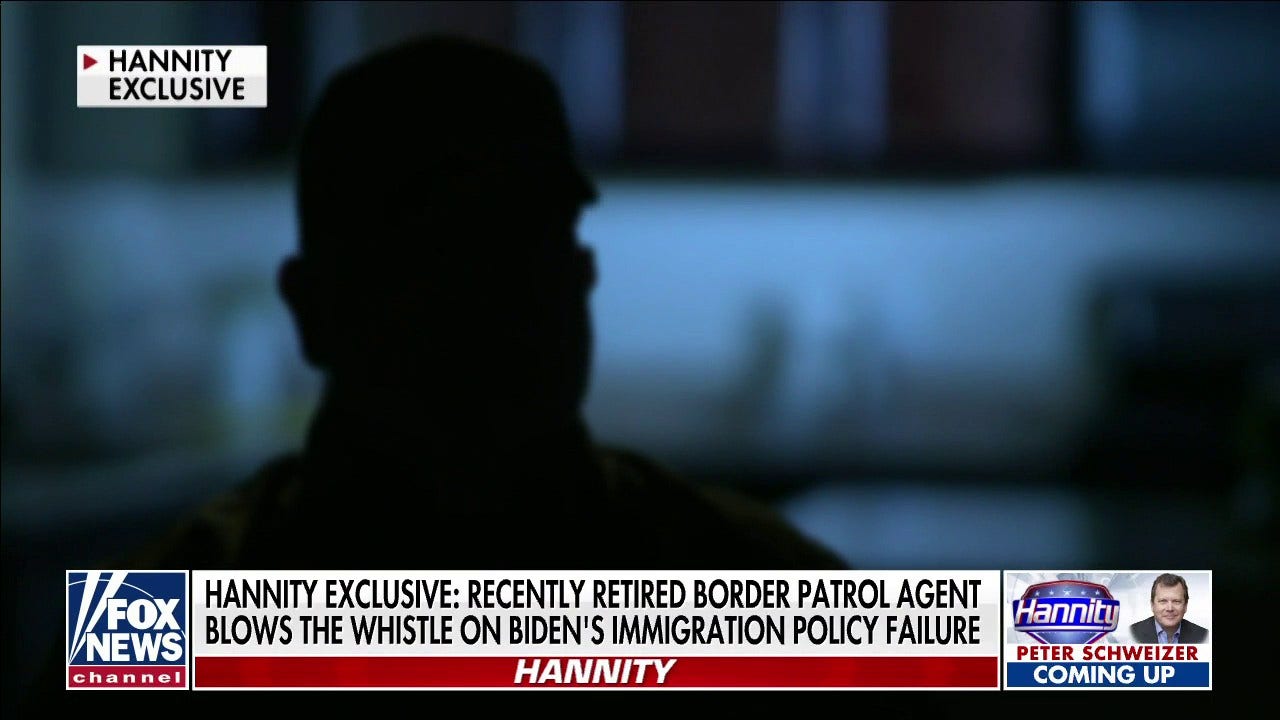 HANNITY
EXCLUSIVE
FOX
NEWS
channel
HANNITY EXCLUSIVE: RECENTLY RETIRED BORDER PATROL AGENT
BLOWS THE WHISTLE ON BIDEN'S IMMIGRATION POLICY FAILURE
HANNITY
Hannity
PETER SCHWEIZER
COMING UP